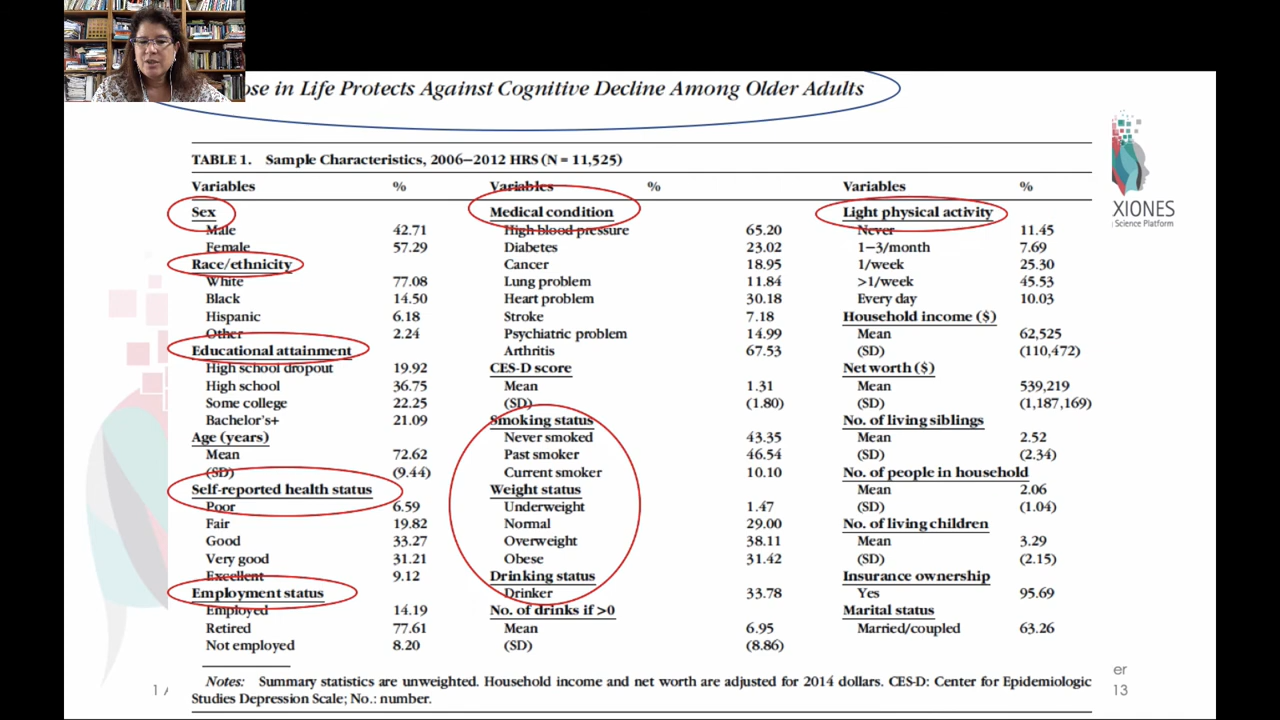 ose in Life Protects Against Cognitive Decline Among Older Adults
TABLE 1. Sample Characteristics, 2006–2012 HRS (N = 11,525)
Variables %
Sex
Male 42.71
Female 57.29
Race/ethnicity
White 77.08
Black 14.50
Hispanic 6.18
Other 2.24
Educational attainment
High school dropout 19.92
High school 36.75
Some college 22.25
Bachelor's+ 21.09
Age (years)
Mean 72.62
(SD) (9.44)
Self-reported health status
Poor 6.59
Fair 19.82
Good 33.27
Very good 31.21
Excellent 9.12
Employment status
Employed 14.19
Retired 77.61
Not employed 8.20
Variables %
Medical condition
High blood pressure 65.20
Diabetes 23.02
Cancer 18.95
Lung problem 11.84
Heart problem 30.18
Stroke 7.18
Psychiatric problem 14.99
Arthritis 67.53
CES-D score
Mean 1.31
(SD) (1.80)
Smoking status
Never smoked 43.35
Past smoker 46.54
Current smoker 10.10
Weight status
Underweight 1.47
Normal 29.00
Overweight 38.11
Obese 31.42
Drinking status
Drinker 33.78
No. of drinks if >0
Mean 6.95
(SD) (8.86)
Variables %
Light physical activity
Never 11.45
1–3/month 7.69
1/week 25.30
>1/week 45.53
Every day 10.03
Household income ($)
Mean 62,525
(SD) (110,472)
Net worth ($)
Mean 539,219
(SD) (1,187,169)
No. of living siblings
Mean 2.52
(SD) (2.34)
No. of people in household
Mean 2.06
(SD) (1.04)
No. of living children
Mean 3.29
(SD) (2.15)
Insurance ownership
Yes 95.69
Marital status
Married/coupled 63.26
Notes: Summary statistics are unweighted. Household income and net worth are adjusted for 2014 dollars. CES-D: Center for Epidemiologic
Studies Depression Scale; No.: number.
XIONES
Science Platform
er
13
1